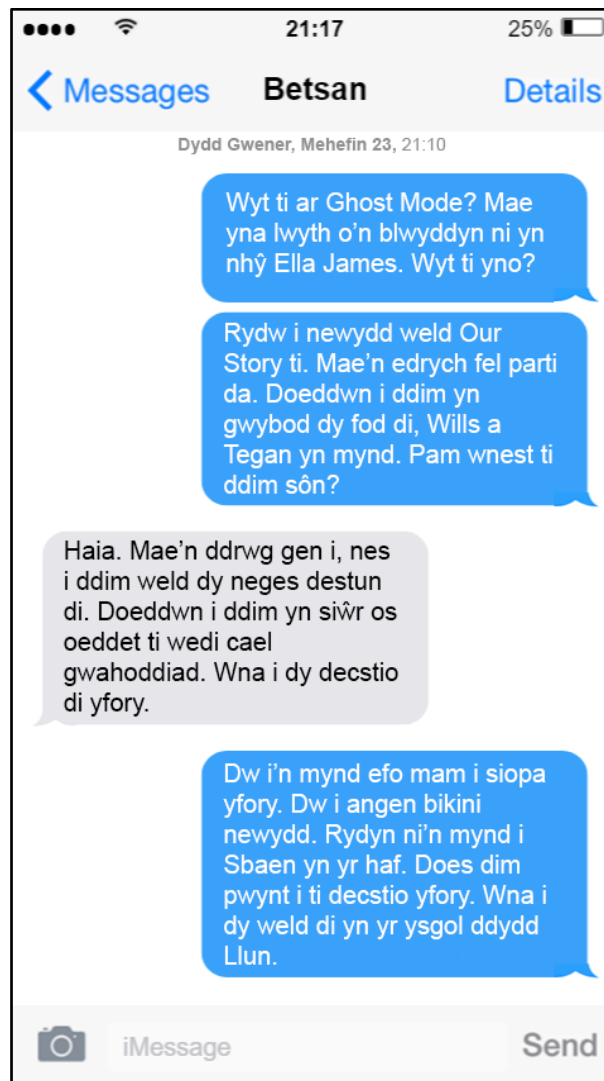 21:17
25%
Messages
Betsan
Details
Dydd Gwener, Mehefin 23, 21:10
Wyt ti ar Ghost Mode? Mae
yna lwyth o'n blwyddyn ni yn
nhŷ Ella James. Wyt ti yno?
Rydw i newydd weld Our
Story ti. Mae'n edrych fel parti
da. Doeddwn i ddim yn
gwybod dy fod di, Wills a
Tegan yn mynd. Pam wnest ti
ddim sôn?
Haia. Mae'n ddrwg gen i, nes
i ddim weld dy neges destun
di. Doeddwn i ddim yn siŵr os
oeddet ti wedi cael
gwahoddiad. Wna i dy decstio
di yfory.
Dw i'n mynd efo mam i siopa
yfory. Dw i angen bikini
newydd. Rydyn ni'n mynd i
Sbaen yn yr haf. Does dim
pwynt i ti decstio yfory. Wna i
dy weld di yn yr ysgol ddydd
Llun.
iMessage
Send